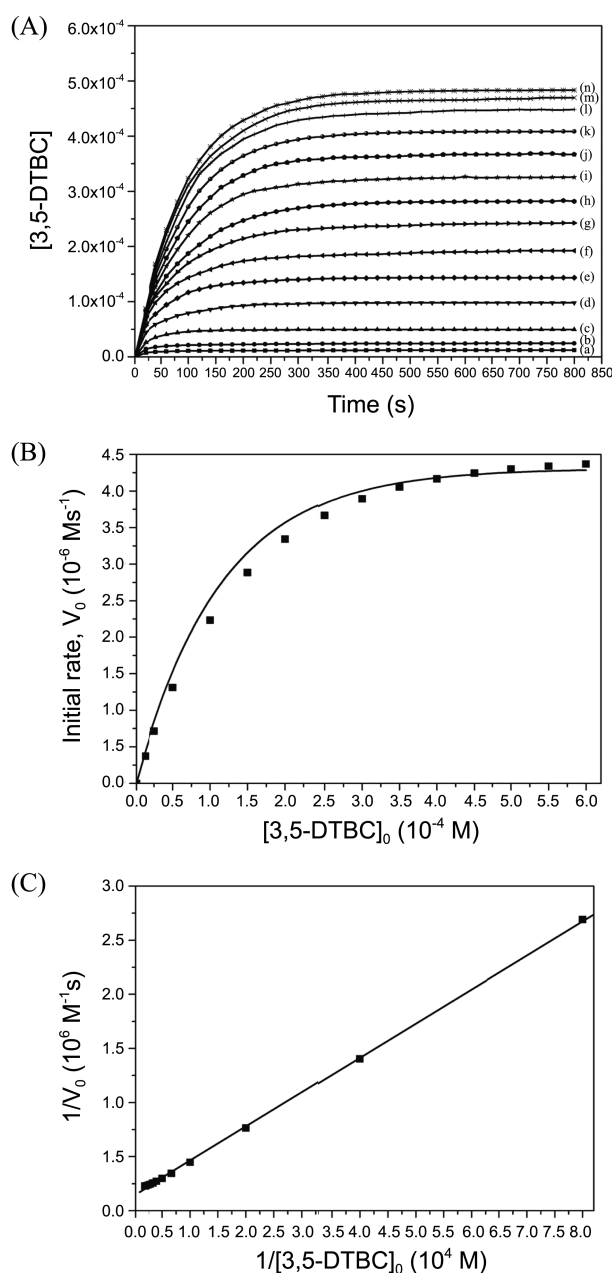 (A)
6.0x10⁻⁴
5.0x10⁻⁴
4.0x10⁻⁴
3.0x10⁻⁴
2.0x10⁻⁴
1.0x10⁻⁴
0.0
[3,5-DTBC]
(n)
(m)
(l)
(k)
(j)
(i)
(h)
(g)
(f)
(e)
(d)
(c)
(b)
(a)
0 50 100 150 200 250 300 350 400 450 500 550 600 650 700 750 800 850
Time (s)
(B)
4.5
4.0
3.5
3.0
2.5
2.0
1.5
1.0
1.5
0.0
Initial rate, V₀ (10⁻⁶ Ms⁻¹)
0.0 0.5 1.0 1.5 2.0 2.5 3.0 3.5 4.0 4.5 5.0 5.5 6.0
[3,5-DTBC]₀ (10⁻⁴ M)
(C)
3.0
2.5
2.0
1.5
1.0
1.5
0.0
1/V₀ (10⁶ M⁻¹s)
0.0 0.5 1.0 1.5 2.0 2.5 3.0 3.5 4.0 4.5 5.0 5.5 6.0 6.5 7.0 7.5 8.0
1/[3,5-DTBC]₀ (10⁴ M)